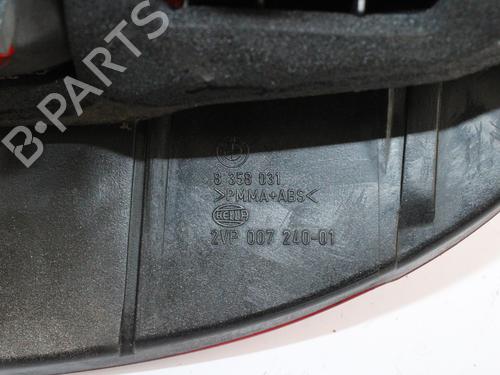 B-PARTS
8 358 031
>PMMA+ABS<
HELLA
2VP 007 240-01